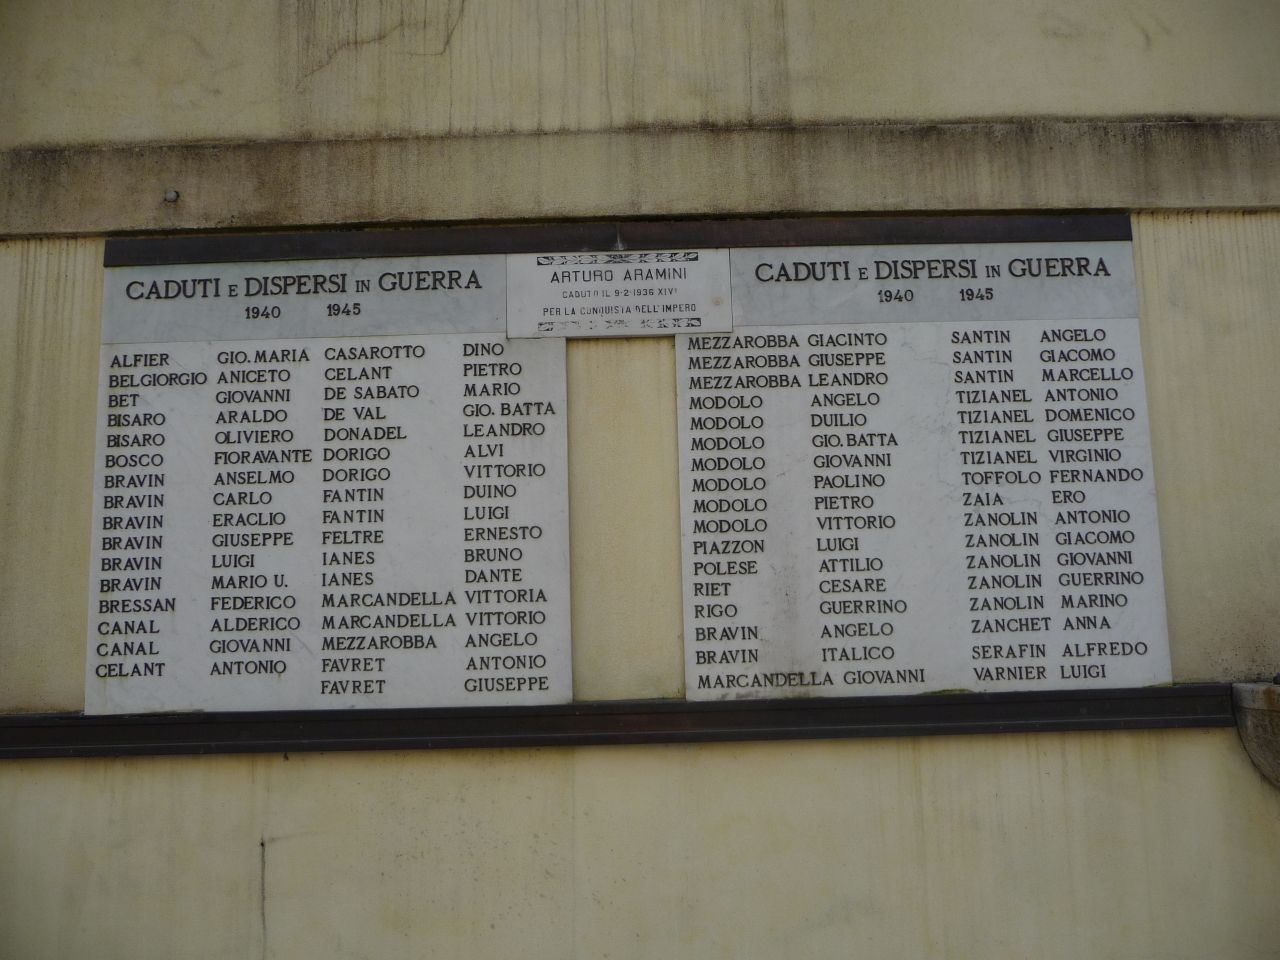 CADUTI E DISPERSI IN GUERRA
1940 1945
ALFIER GIO. MARIA
BELGIORGIO ANICETO
BET GIOVANNI
BISARO ARALDO
BISARO OLIVIERO
BOSCO FIORAVANTE
BRAVIN ANSELMO
BRAVIN CARLO
BRAVIN ERACLIO
BRAVIN GIUSEPPE
BRAVIN LUIGI
BRAVIN MARIO U.
BRESSAN FEDERICO
CANAL ALDERICO
CANAL GIOVANNI
CELANT ANTONIO
CASAROTTO DINO
CELANT PIETRO
DE SABATO MARIO
DE VAL GIO. BATTA
DONADEL LEANDRO
DORIGO ALVI
DORIGO VITTORIO
FANTIN DUINO
FANTIN LUIGI
FELTRE ERNESTO
IANES BRUNO
IANES DANTE
MARCANDELLA VITTORIA
MARCANDELLA VITTORIO
MEZZAROBBA ANGELO
FAVRET ANTONIO
FAVRET GIUSEPPE
ARTURO ARAMINI
CADUTO IL 9-2-1936 XIV°
PER LA CONQUISTA DELL'IMPERO
CADUTI E DISPERSI IN GUERRA
1940 1945
MEZZAROBBA GIACINTO
MEZZAROBBA GIUSEPPE
MEZZAROBBA LEANDRO
MODOLO ANGELO
MODOLO DUILIO
MODOLO GIO. BATTA
MODOLO GIOVANNI
MODOLO PAOLINO
MODOLO PIETRO
MODOLO VITTORIO
PIAZZON LUIGI
POLESE ATTILIO
RIET CESARE
RIGO GUERRINO
BRAVIN ANGELO
BRAVIN ITALICO
MARCANDELLA GIOVANNI
SANTIN ANGELO
SANTIN GIACOMO
SANTIN MARCELLO
TIZIANEL ANTONIO
TIZIANEL DOMENICO
TIZIANEL GIUSEPPE
TIZIANEL VIRGINIO
TOFFOLO FERNANDO
ZAIA ERO
ZANOLIN ANTONIO
ZANOLIN GIACOMO
ZANOLIN GIOVANNI
ZANOLIN GUERRINO
ZANOLIN MARINO
ZANCHET ANNA
SERAFIN ALFREDO
VARNIER LUIGI